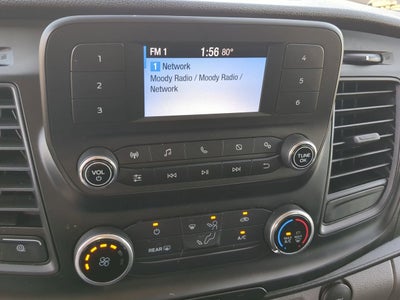 FM 1 1:56 80°
1 Network
Moody Radio / Moody Radio /
Network
1
2
3
4
5
6
VOL
TUNE
OK
REAR
A/C
MAX
A/C